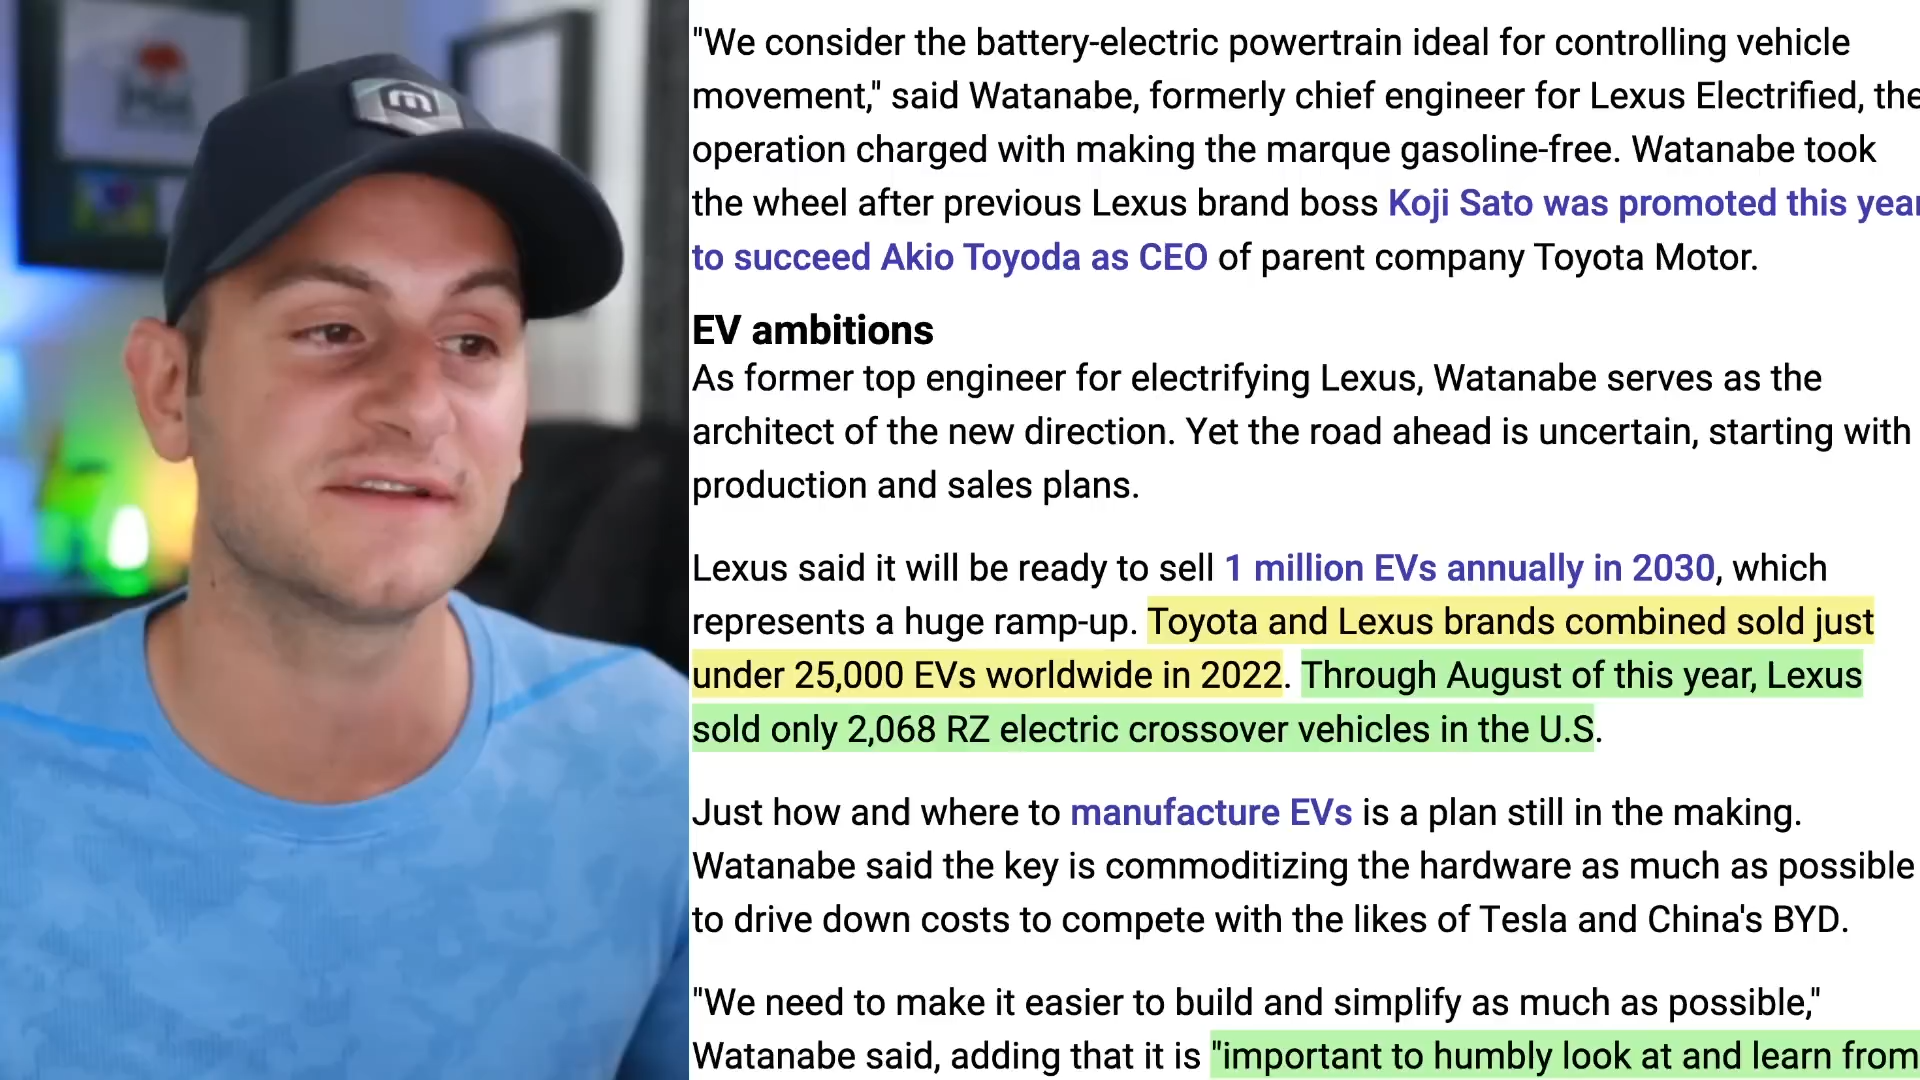 m
"We consider the battery-electric powertrain ideal for controlling vehicle
movement," said Watanabe, formerly chief engineer for Lexus Electrified, the
operation charged with making the marque gasoline-free. Watanabe took
the wheel after previous Lexus brand boss Koji Sato was promoted this year
to succeed Akio Toyoda as CEO of parent company Toyota Motor.
EV ambitions
As former top engineer for electrifying Lexus, Watanabe serves as the
architect of the new direction. Yet the road ahead is uncertain, starting with
production and sales plans.
Lexus said it will be ready to sell 1 million EVs annually in 2030, which
represents a huge ramp-up. Toyota and Lexus brands combined sold just
under 25,000 EVs worldwide in 2022. Through August of this year, Lexus
sold only 2,068 RZ electric crossover vehicles in the U.S.
Just how and where to manufacture EVs is a plan still in the making.
Watanabe said the key is commoditizing the hardware as much as possible
to drive down costs to compete with the likes of Tesla and China's BYD.
"We need to make it easier to build and simplify as much as possible,"
Watanabe said, adding that it is "important to humbly look at and learn from